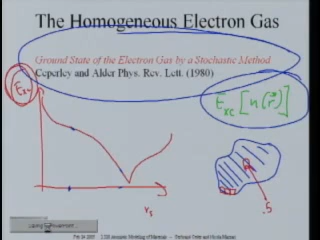 The Homogeneous Electron Gas
Ground State of the Electron Gas by a Stochastic Method
Ceperley and Alder Phys. Rev. Lett. (1980)
Exc
Exc [n(r⃗)]
rs
.5